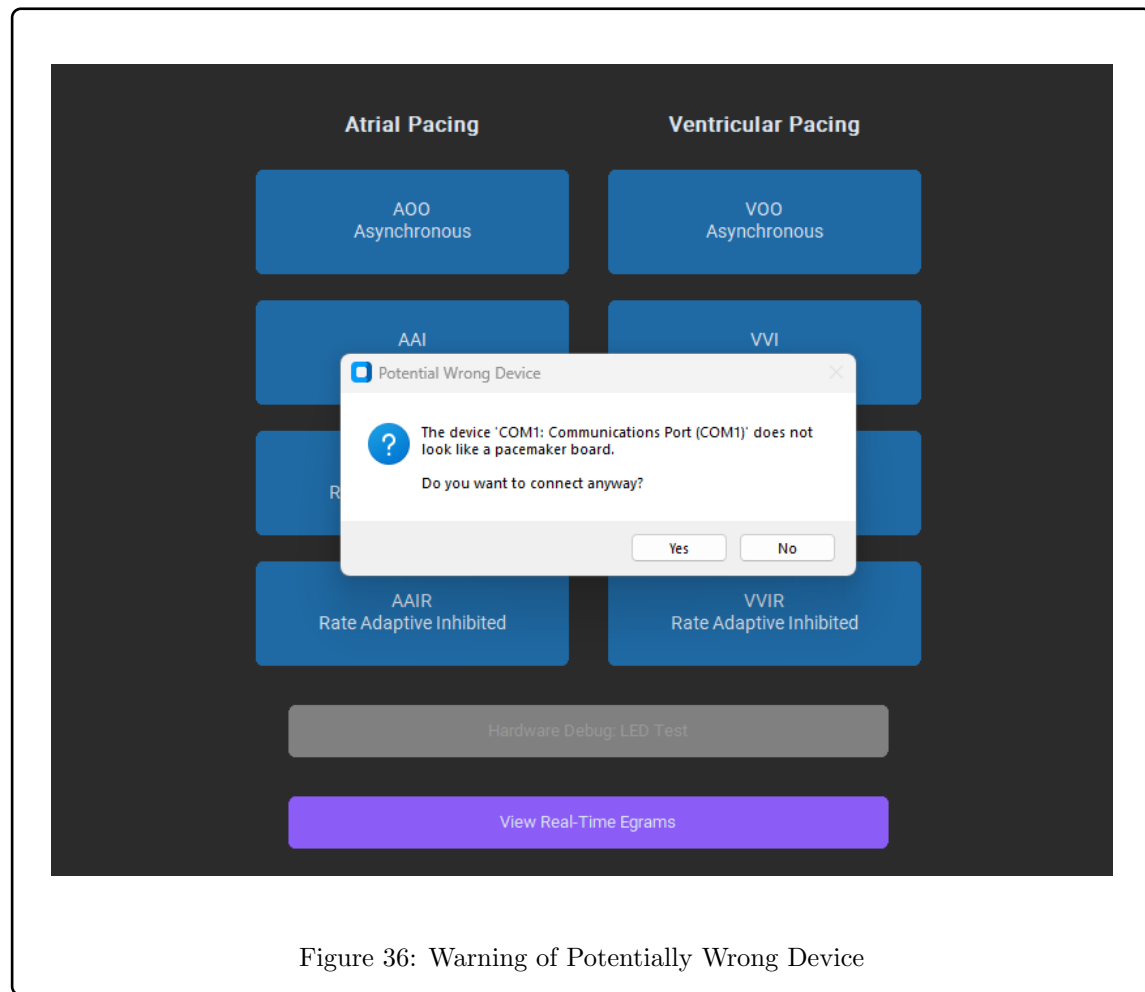 Atrial Pacing
Ventricular Pacing
AOO
Asynchronous
VOO
Asynchronous
AAI
VVI
Potential Wrong Device
The device 'COM1: Communications Port (COM1)' does not
look like a pacemaker board.
Do you want to connect anyway?
R
Yes
No
AAIR
Rate Adaptive Inhibited
VVIR
Rate Adaptive Inhibited
Hardware Debug: LED Test
View Real-Time Egrams
Figure 36: Warning of Potentially Wrong Device